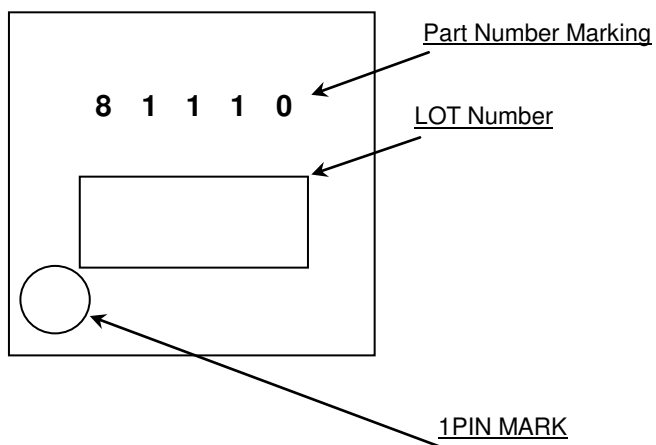 Part Number Marking
8 1 1 1 0
LOT Number
1PIN MARK